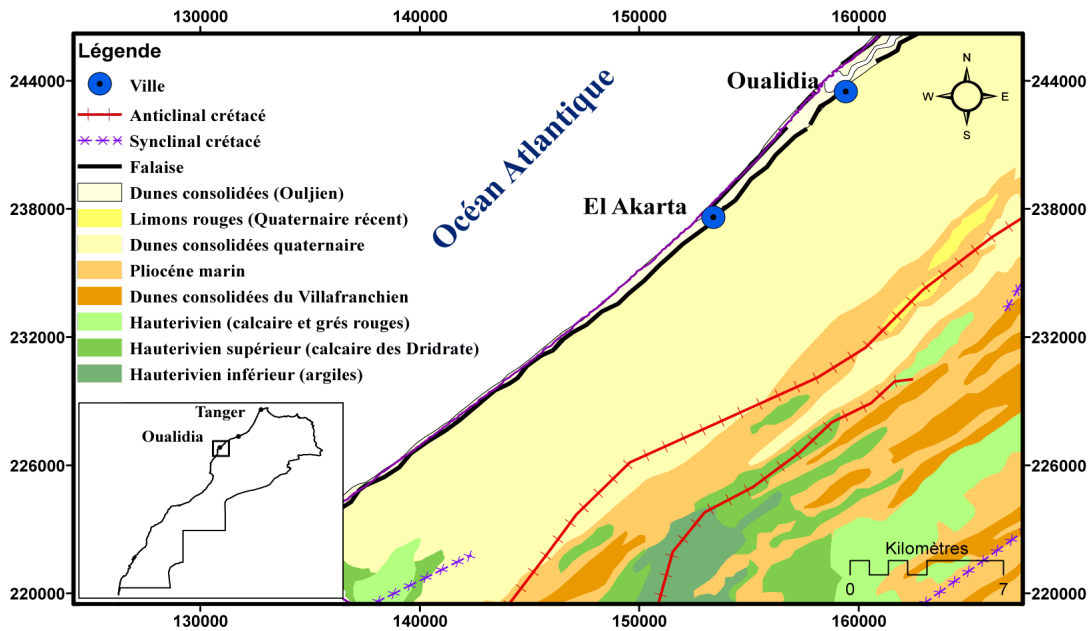 130000 140000 150000 160000
Légende
244000 244000
Ville
Oualidia
N
W E
S
Anticlinal crétacé
Synclinal crétacé
Falaise
Océan Atlantique
Dunes consolidées (Ouljien)
El Akarta
238000 238000
Limons rouges (Quaternaire récent)
Dunes consolidées quaternaire
Pliocéne marin
Dunes consolidées du Villafranchien
Hauterivien (calcaire et grés rouges)
232000 232000
Hauterivien supérieur (calcaire des Dridrate)
Hauterivien inférieur (argiles)
Tanger
Oualidia
226000 226000
Kilomètres
0 7
220000 220000
130000 140000 150000 160000